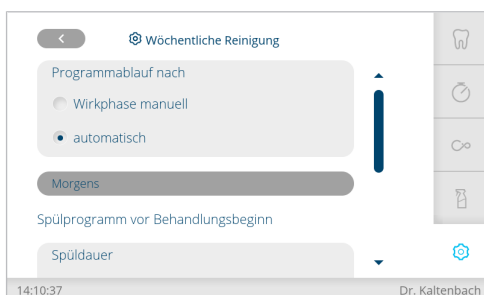 Wöchentliche Reinigung
Programmablauf nach
Wirkphase manuell
automatisch
Morgens
Spülprogramm vor Behandlungsbeginn
Spüldauer
14:10:37 Dr. Kaltenbach